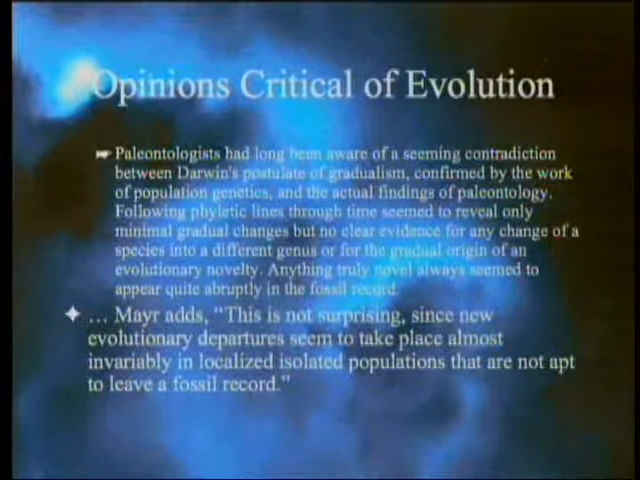 Opinions Critical of Evolution
Paleontologists had long been aware of a seeming contradiction
between Darwin's postulate of gradualism, confirmed by the work
of population genetics, and the actual findings of paleontology.
Following phyletic lines through time seemed to reveal only
minimal gradual changes but no clear evidence for any change of a
species into a different genus or for the gradual origin of an
evolutionary novelty. Anything truly novel always seemed to
appear quite abruptly in the fossil record.
… Mayr adds, “This is not surprising, since new
evolutionary departures seem to take place almost
invariably in localized isolated populations that are not apt
to leave a fossil record.”